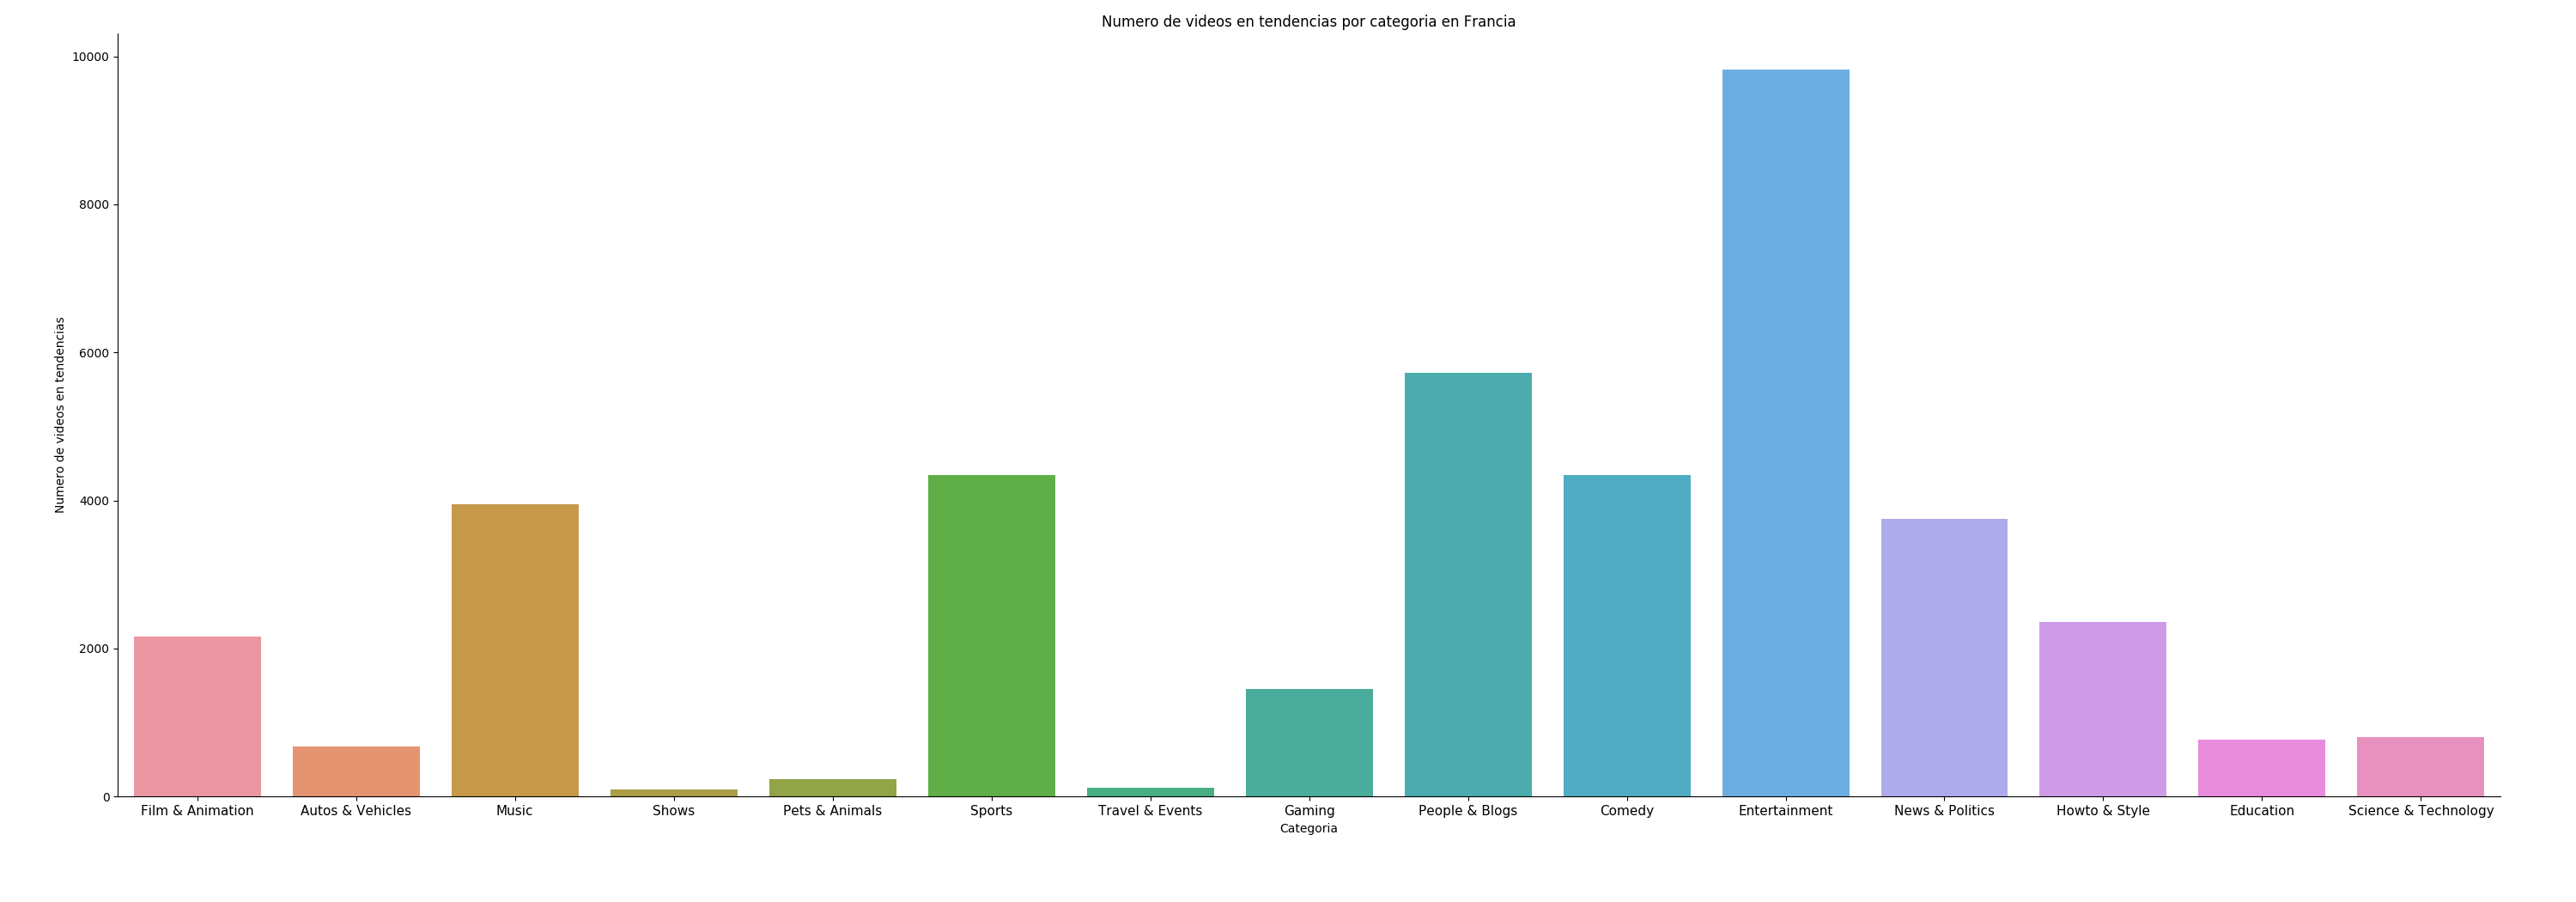 Numero de videos en tendencias por categoria en Francia
Numero de videos en tendencias
10000
8000
6000
4000
2000
0
Film & Animation
Autos & Vehicles
Music
Shows
Pets & Animals
Sports
Travel & Events
Gaming
People & Blogs
Comedy
Entertainment
News & Politics
Howto & Style
Education
Science & Technology
Categoria